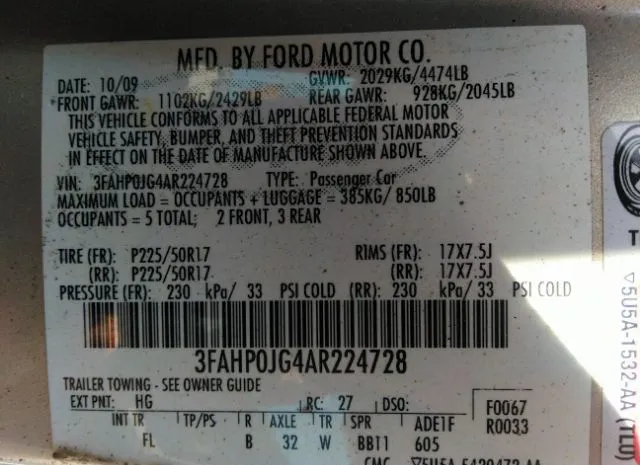 MFD. BY FORD MOTOR CO.
DATE: 10/09 GVWR: 2029KG/4474LB
FRONT GAWR: 1102KG/2429LB REAR GAWR: 928KG/2045LB
THIS VEHICLE CONFORMS TO ALL APPLICABLE FEDERAL MOTOR
VEHICLE SAFETY, BUMPER, AND THEFT PREVENTION STANDARDS
IN EFFECT ON THE DATE OF MANUFACTURE SHOWN ABOVE.
VIN: 3FAHP0JG4AR224728 TYPE: Passenger Car
MAXIMUM LOAD = OCCUPANTS + LUGGAGE = 385KG/ 850LB
OCCUPANTS = 5 TOTAL; 2 FRONT, 3 REAR
TIRE (FR): P225/50R17 RIMS (FR): 17X7.5J
(RR): P225/50R17 (RR): 17X7.5J
PRESSURE (FR): 230 kPa/ 33 PSI COLD (RR): 230 kPa/ 33 PSI COLD
3FAHP0JG4AR224728
TRAILER TOWING - SEE OWNER GUIDE
EXT PNT: HG RC: 27 DSO: F0067
R0033
INT TR TP/PS R AXLE TR SPR ADE1F
FL B 32 W BB11 605
▽5U5A-1532-AA (TLU)